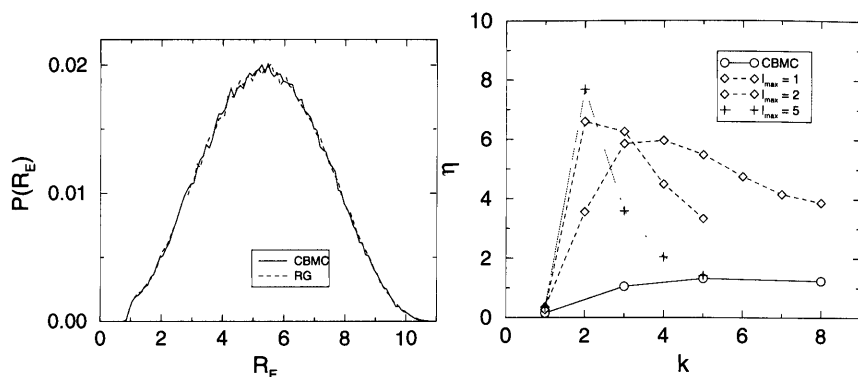 0.02
0.01
0.00
P(R_E)
CBMC
RG
0 2 4 6 8 10
R_E
10
8
6
4
2
0
η
CBMC
l_max = 1
l_max = 2
l_max = 5
0 2 4 6 8
k